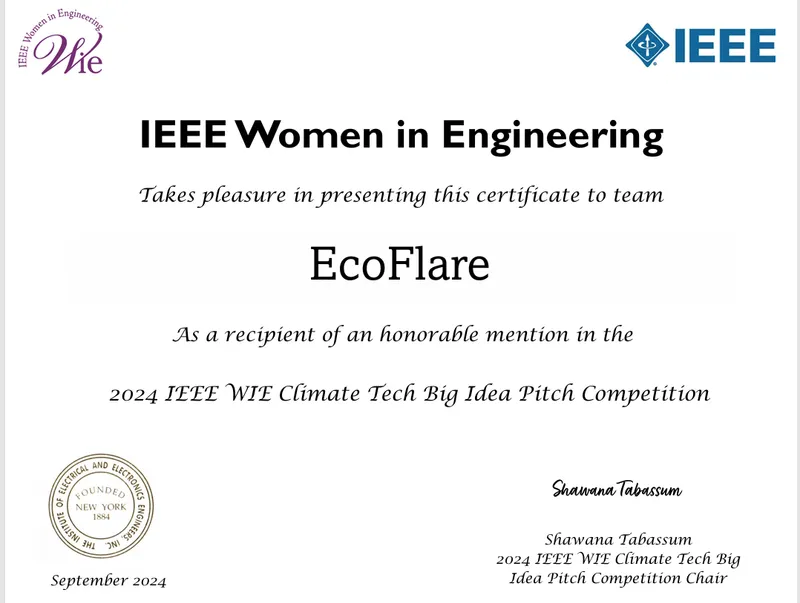 IEEE Women in Engineering
Wie
IEEE
IEEE Women in Engineering
Takes pleasure in presenting this certificate to team
EcoFlare
As a recipient of an honorable mention in the
2024 IEEE WIE Climate Tech Big Idea Pitch Competition
THE INSTITUTE OF ELECTRICAL AND ELECTRONICS ENGINEERS, INC.
FOUNDED
NEW YORK
1884
September 2024
Shawana Tabassum
Shawana Tabassum
2024 IEEE WIE Climate Tech Big
Idea Pitch Competition Chair